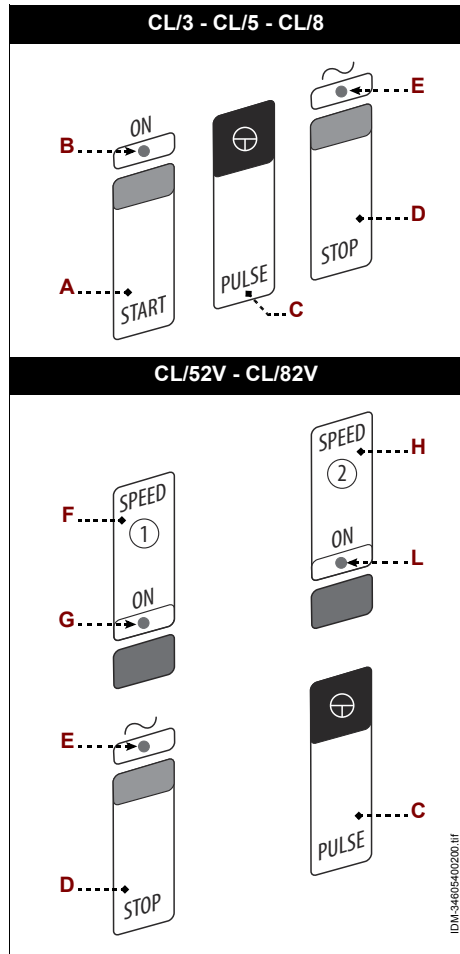 CL/3 - CL/5 - CL/8
B
ON
E
D
A
START
PULSE
C
STOP
CL/52V - CL/82V
SPEED
2
H
ON
L
F
SPEED
1
G
ON
E
C
PULSE
D
STOP
IDM-34605400200.tif